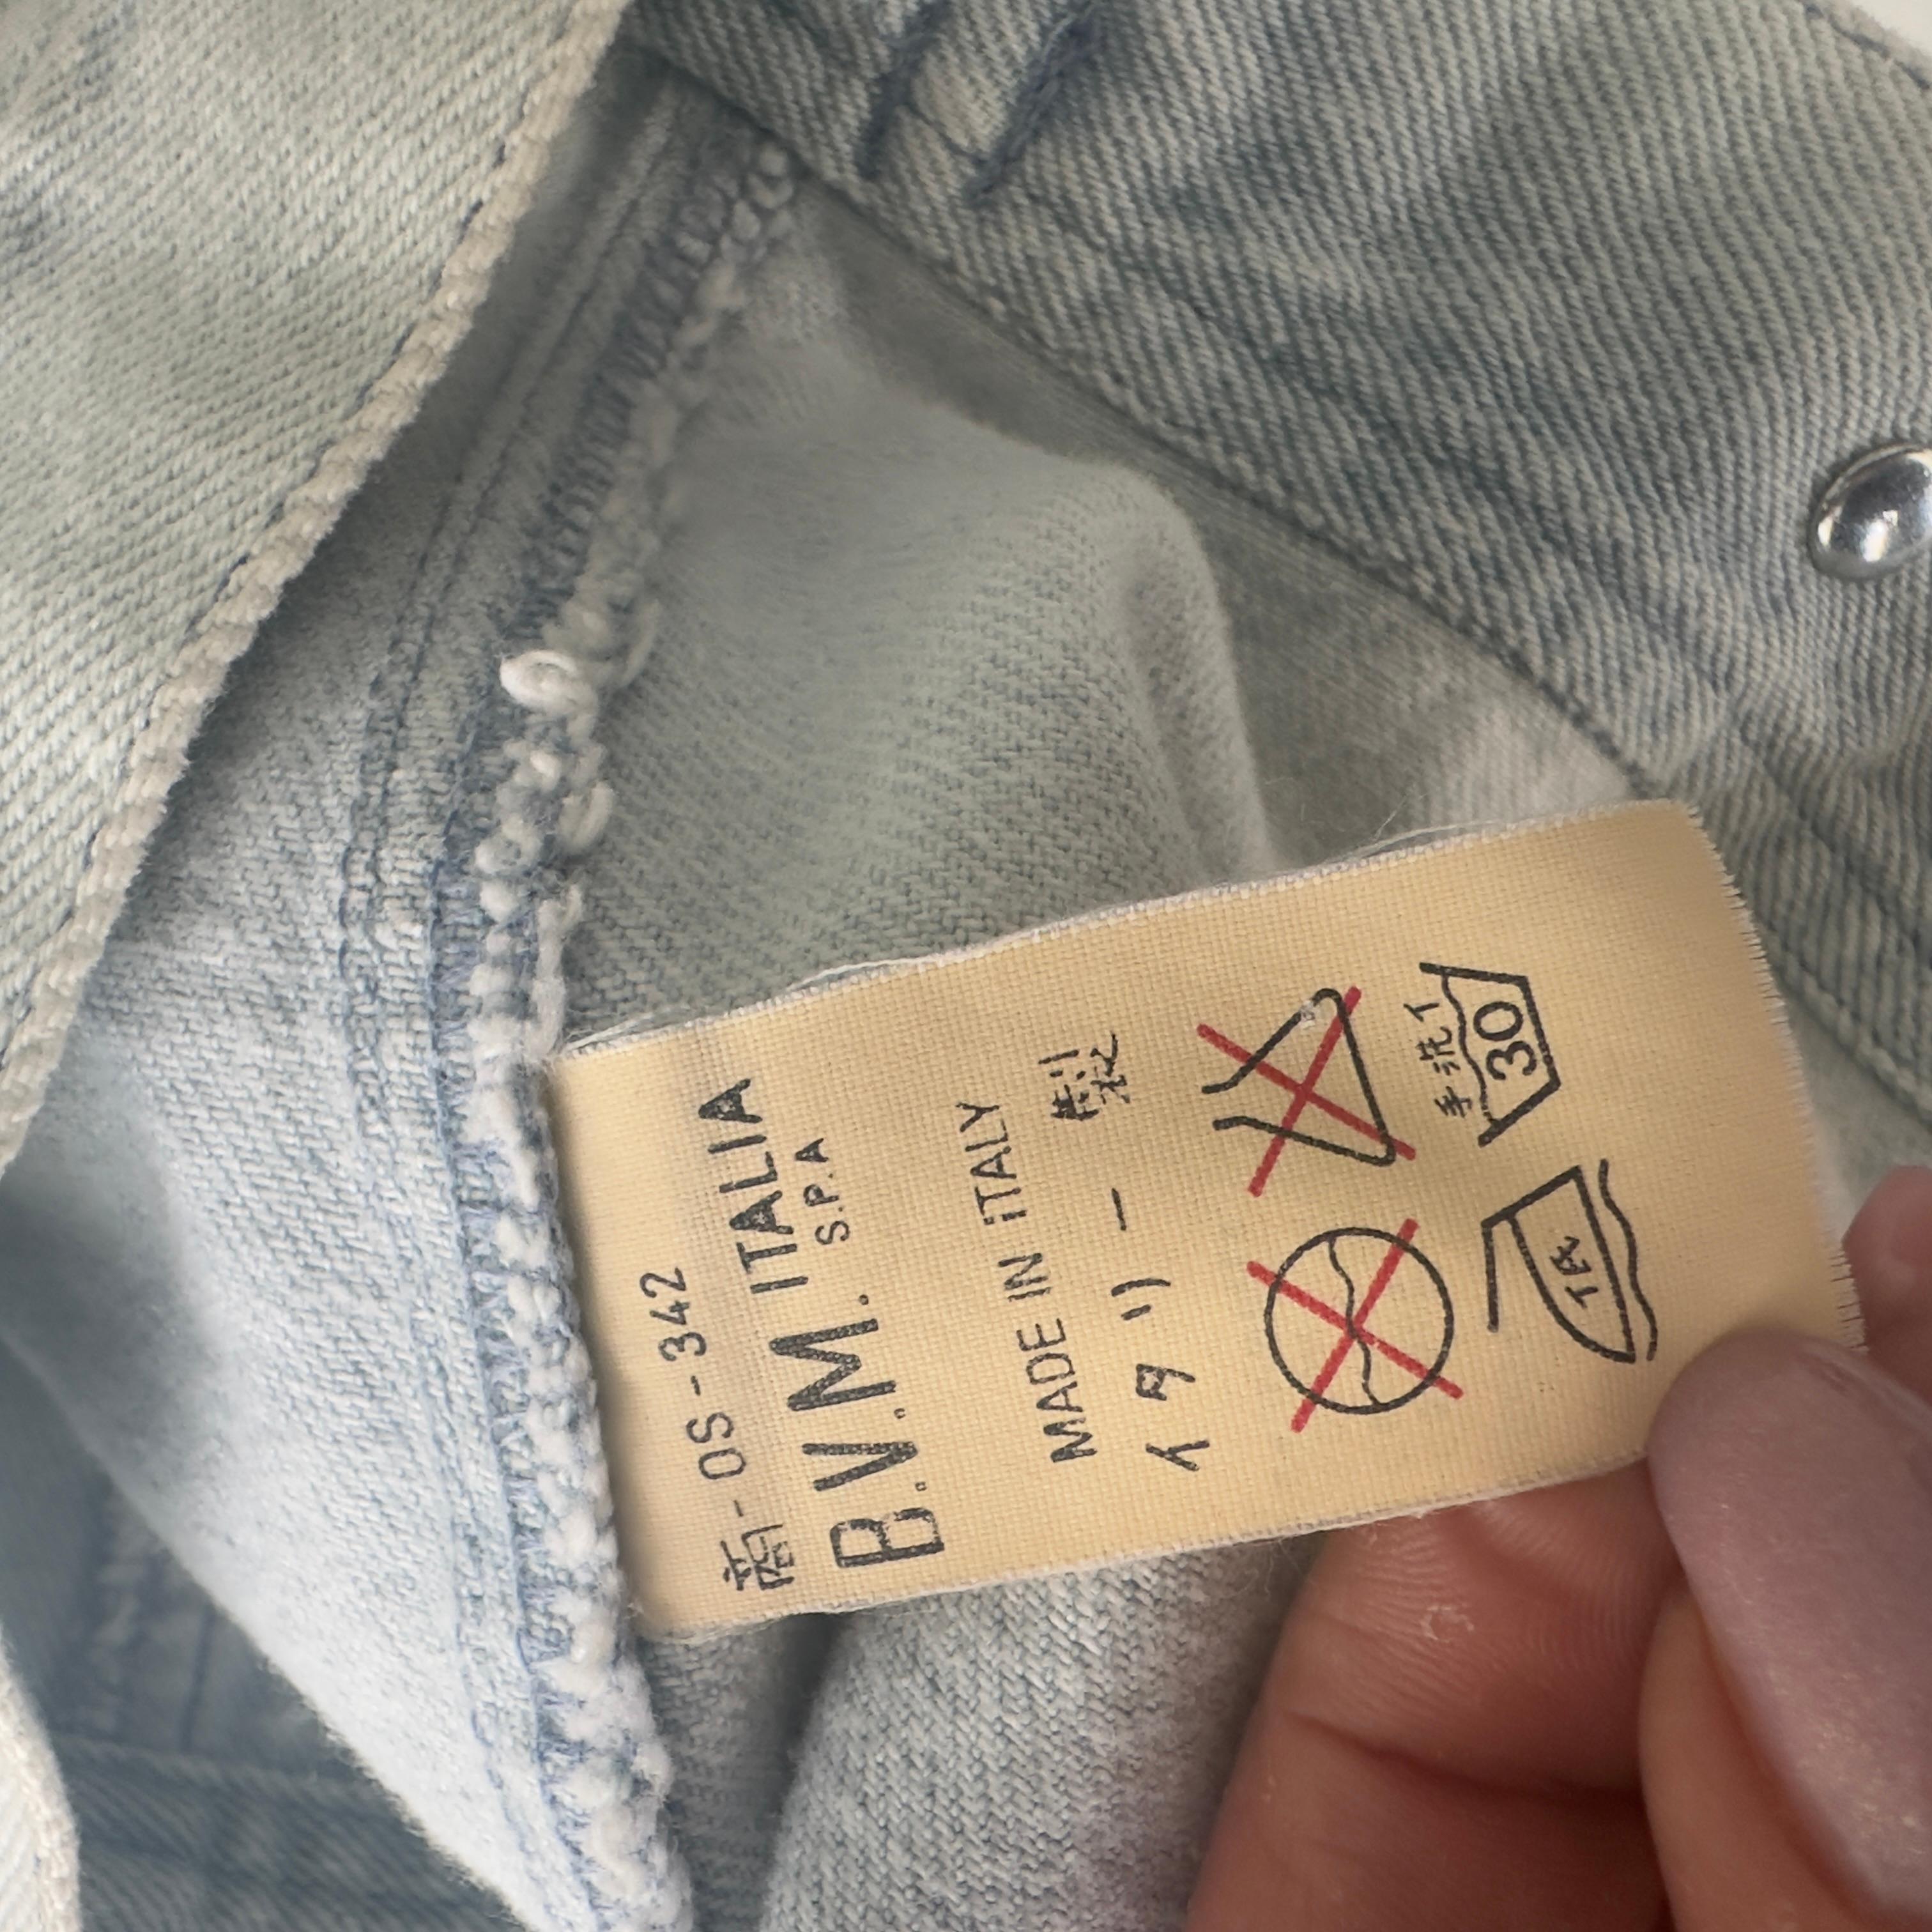 商-OS-342
B.V.M. ITALIA
S.P.A
MADE IN ITALY
イタリー製
手洗イ
30
低